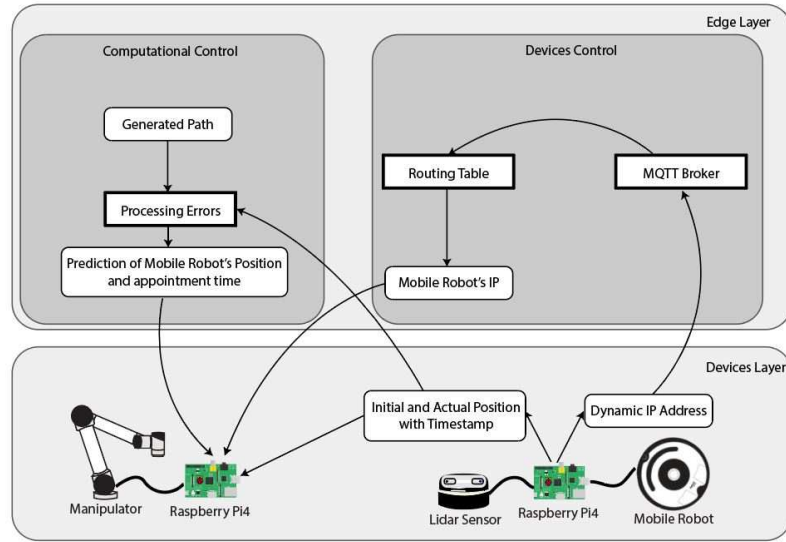 Edge Layer
Computational Control
Devices Control
Generated Path
Routing Table
MQTT Broker
Processing Errors
Prediction of Mobile Robot's Position
and appointment time
Mobile Robot's IP
Devices Layer
Initial and Actual Position
with Timestamp
Dynamic IP Address
Manipulator
Raspberry Pi4
Lidar Sensor
Raspberry Pi4
Mobile Robot